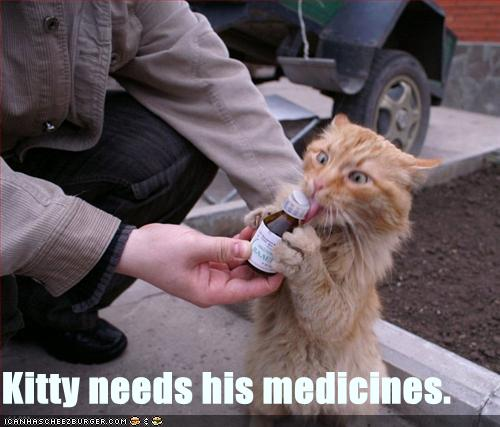 Kitty needs his medicines.
ICANHASCHEEZBURGER.COM